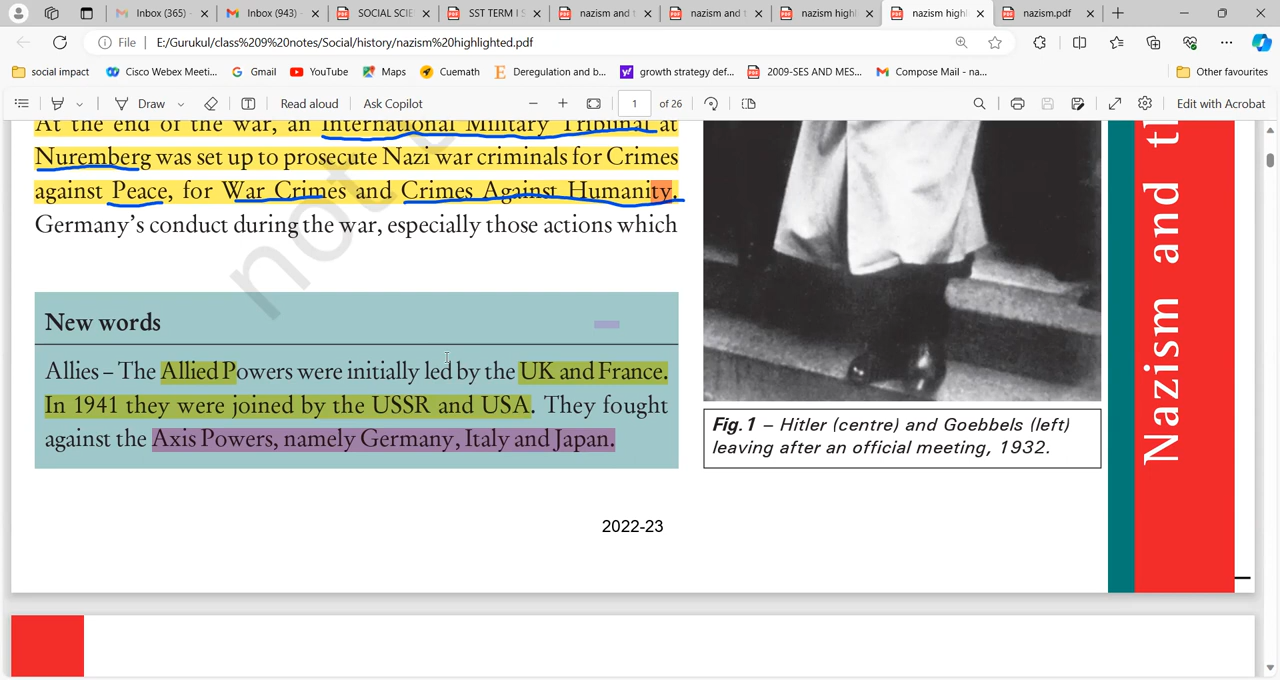 Inbox (365)
Inbox (943)
SOCIAL SCIE
SST TERM I S
nazism and t
nazism and t
nazism highl
nazism highl
nazism.pdf
File
E:/Gurukul/class%209%20notes/Social/history/nazism%20highlighted.pdf
social impact
Cisco Webex Meeti...
Gmail
YouTube
Maps
Cuemath
Deregulation and b...
growth strategy def...
2009-SES AND MES...
Compose Mail - na...
Other favourites
Draw
Read aloud
Ask Copilot
1
of 26
Edit with Acrobat
At the end of the war, an International Military Tribunal at
Nuremberg was set up to prosecute Nazi war criminals for Crimes
against Peace, for War Crimes and Crimes Against Humanity.
Germany's conduct during the war, especially those actions which
not
New words
Allies – The Allied Powers were initially led by the UK and France.
In 1941 they were joined by the USSR and USA. They fought
against the Axis Powers, namely Germany, Italy and Japan.
Fig.1 – Hitler (centre) and Goebbels (left)
leaving after an official meeting, 1932.
Nazism and th
2022-23